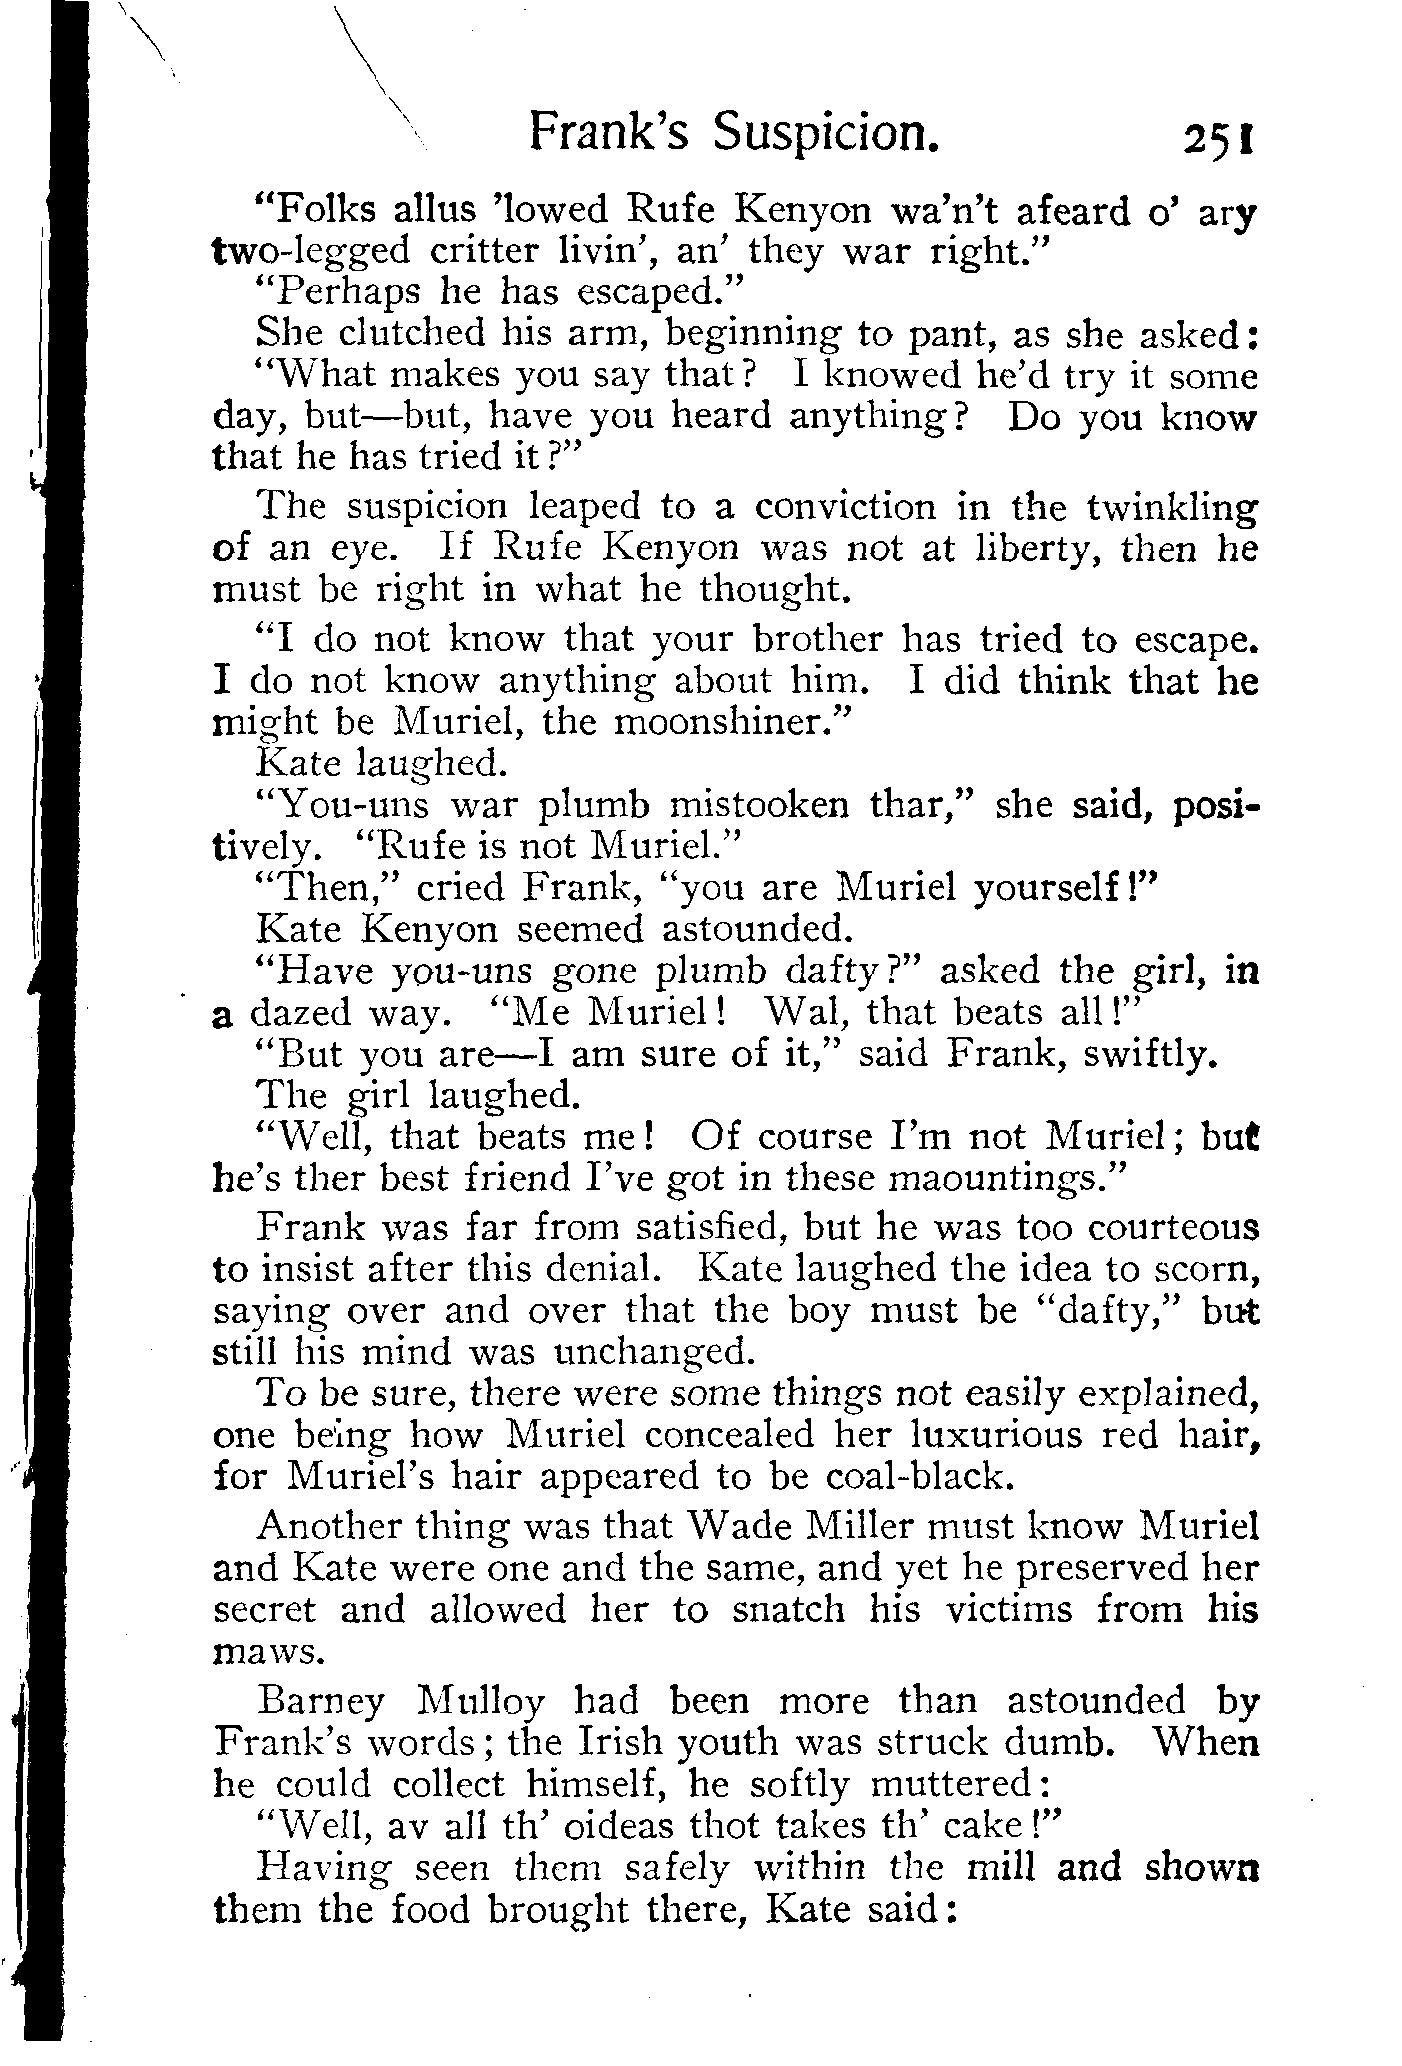 Frank's Suspicion. 251
"Folks allus 'lowed Rufe Kenyon wa'n't afeard o' ary
two-legged critter livin', an' they war right."
"Perhaps he has escaped."
She clutched his arm, beginning to pant, as she asked:
"What makes you say that? I knowed he'd try it some
day, but—but, have you heard anything? Do you know
that he has tried it?"
The suspicion leaped to a conviction in the twinkling
of an eye. If Rufe Kenyon was not at liberty, then he
must be right in what he thought.
"I do not know that your brother has tried to escape.
I do not know anything about him. I did think that he
might be Muriel, the moonshiner."
Kate laughed.
"You-uns war plumb mistooken thar," she said, posi-
tively. "Rufe is not Muriel."
"Then," cried Frank, "you are Muriel yourself!"
Kate Kenyon seemed astounded.
"Have you-uns gone plumb dafty?" asked the girl, in
a dazed way. "Me Muriel! Wal, that beats all!"
"But you are—I am sure of it," said Frank, swiftly.
The girl laughed.
"Well, that beats me! Of course I'm not Muriel; but
he's ther best friend I've got in these maountings."
Frank was far from satisfied, but he was too courteous
to insist after this denial. Kate laughed the idea to scorn,
saying over and over that the boy must be "dafty," but
still his mind was unchanged.
To be sure, there were some things not easily explained,
one being how Muriel concealed her luxurious red hair,
for Muriel's hair appeared to be coal-black.
Another thing was that Wade Miller must know Muriel
and Kate were one and the same, and yet he preserved her
secret and allowed her to snatch his victims from his
maws.
Barney Mulloy had been more than astounded by
Frank's words; the Irish youth was struck dumb. When
he could collect himself, he softly muttered:
"Well, av all th' oideas thot takes th' cake!"
Having seen them safely within the mill and shown
them the food brought there, Kate said: